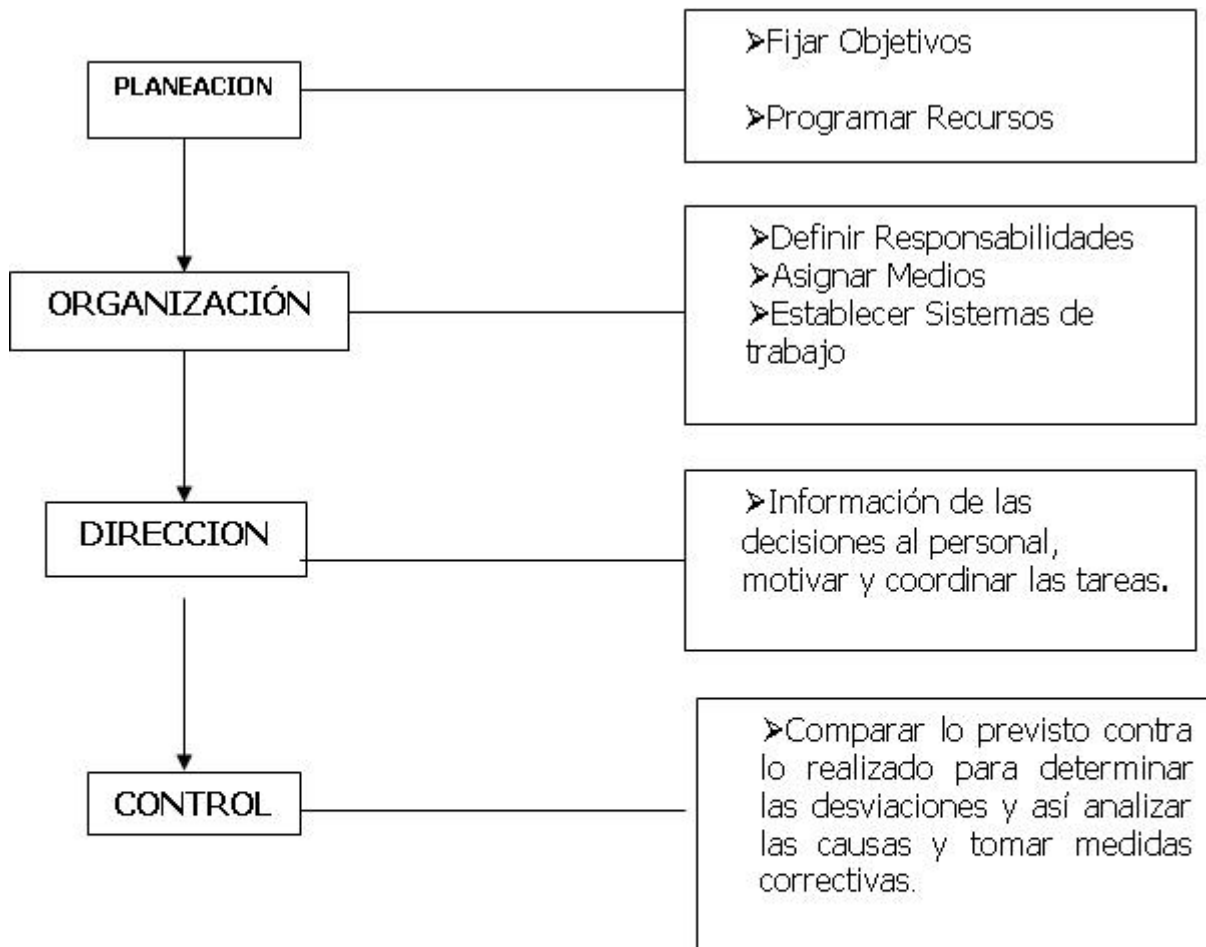 PLANEACION
➢Fijar Objetivos
➢Programar Recursos
ORGANIZACIÓN
➢Definir Responsabilidades
➢Asignar Medios
➢Establecer Sistemas de
trabajo
DIRECCION
➢Información de las
decisiones al personal,
motivar y coordinar las tareas.
CONTROL
➢Comparar lo previsto contra
lo realizado para determinar
las desviaciones y así analizar
las causas y tomar medidas
correctivas.